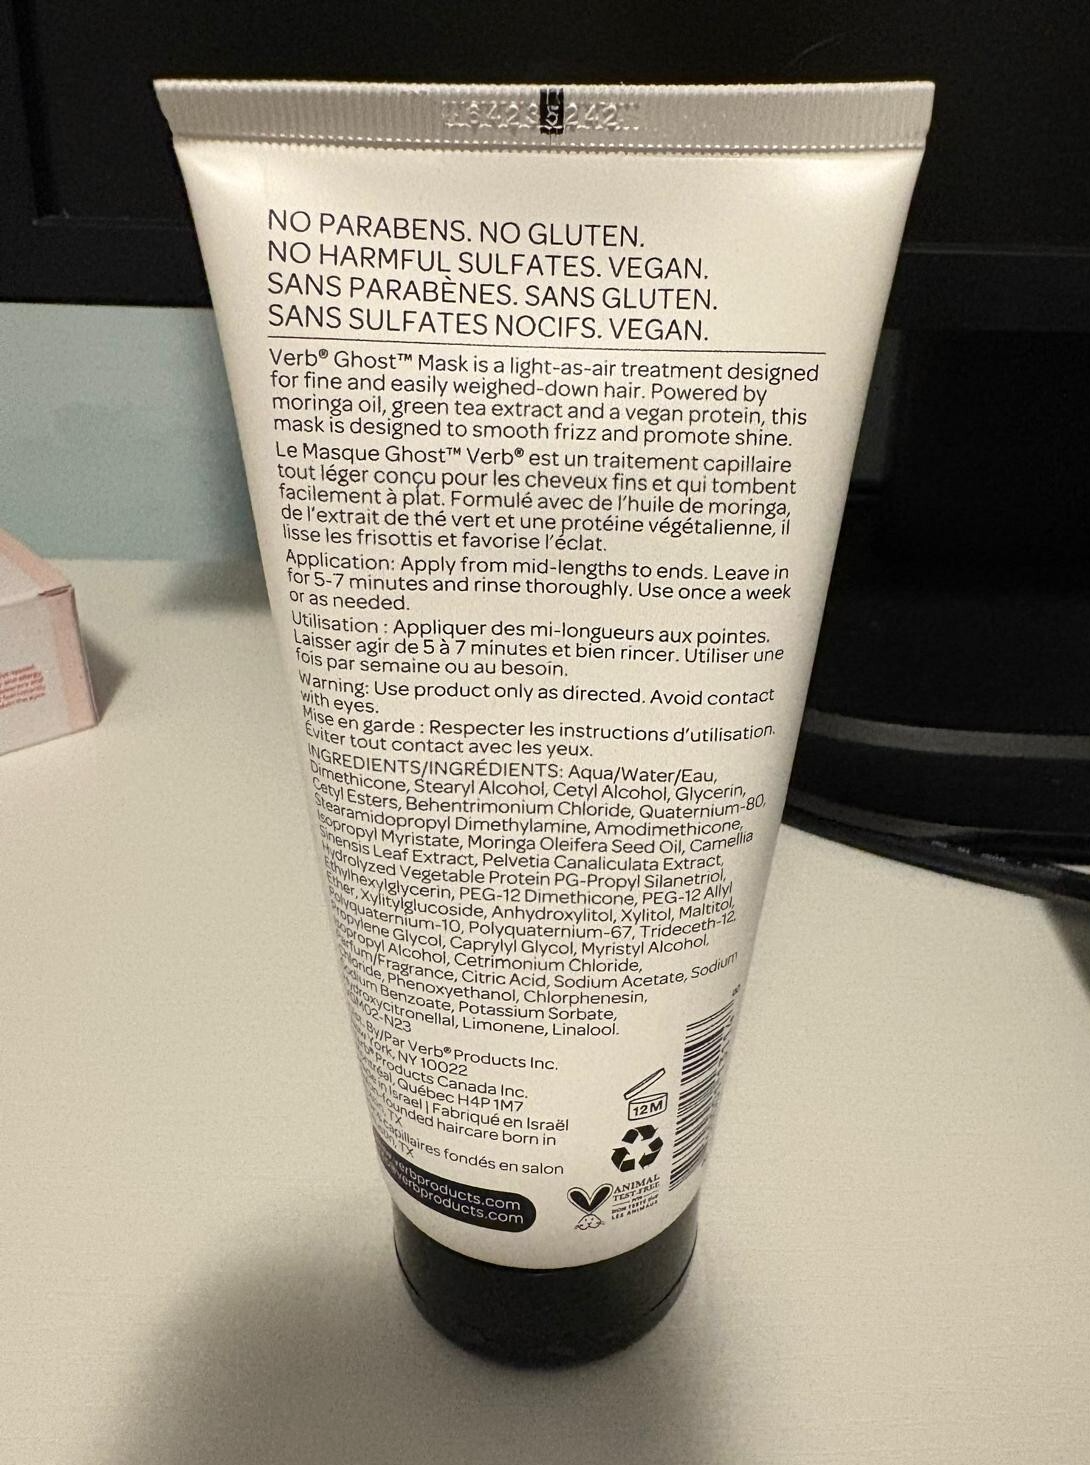 NO PARABENS. NO GLUTEN.
NO HARMFUL SULFATES. VEGAN.
SANS PARABÈNES. SANS GLUTEN.
SANS SULFATES NOCIFS. VEGAN.
Verb® Ghost™ Mask is a light-as-air treatment designed
for fine and easily weighed-down hair. Powered by
moringa oil, green tea extract and a vegan protein, this
mask is designed to smooth frizz and promote shine.
Le Masque Ghost™ Verb® est un traitement capillaire
tout léger conçu pour les cheveux fins et qui tombent
facilement à plat. Formulé avec de l'huile de moringa,
de l'extrait de thé vert et une protéine végétalienne, il
lisse les frisottis et favorise l'éclat.
Application: Apply from mid-lengths to ends. Leave in
for 5-7 minutes and rinse thoroughly. Use once a week
or as needed.
Utilisation : Appliquer des mi-longueurs aux pointes.
Laisser agir de 5 à 7 minutes et bien rincer. Utiliser une
fois par semaine ou au besoin.
Warning: Use product only as directed. Avoid contact
with eyes.
Mise en garde : Respecter les instructions d'utilisation.
Éviter tout contact avec les yeux.
INGREDIENTS/INGRÉDIENTS: Aqua/Water/Eau,
Dimethicone, Stearyl Alcohol, Cetyl Alcohol, Glycerin,
Cetyl Esters, Behentrimonium Chloride, Quaternium-80,
Stearamidopropyl Dimethylamine, Amodimethicone,
Isopropyl Myristate, Moringa Oleifera Seed Oil, Camellia
Sinensis Leaf Extract, Pelvetia Canaliculata Extract,
Hydrolyzed Vegetable Protein PG-Propyl Silanetriol,
Ethylhexylglycerin, PEG-12 Dimethicone, PEG-12 Allyl
Ether, Xylitylglucoside, Anhydroxylitol, Xylitol, Maltitol,
Polyquaternium-10, Polyquaternium-67, Trideceth-12,
Propylene Glycol, Caprylyl Glycol, Myristyl Alcohol,
Isopropyl Alcohol, Cetrimonium Chloride,
Parfum/Fragrance, Citric Acid, Sodium Acetate, Sodium
Chloride, Phenoxyethanol, Chlorphenesin,
Sodium Benzoate, Potassium Sorbate,
Hydroxycitronellal, Limonene, Linalool.
By/Par Verb® Products Inc.
York, NY 10022
Products Canada Inc.
Québec H4P 1M7
in Israel | Fabriqué en Israël
founded haircare born in
TX
capillaires fondés en salon
TX
verbproducts.com
verbproducts.com
12M
ANIMAL
TEST-FREE
LES ANIMAUX